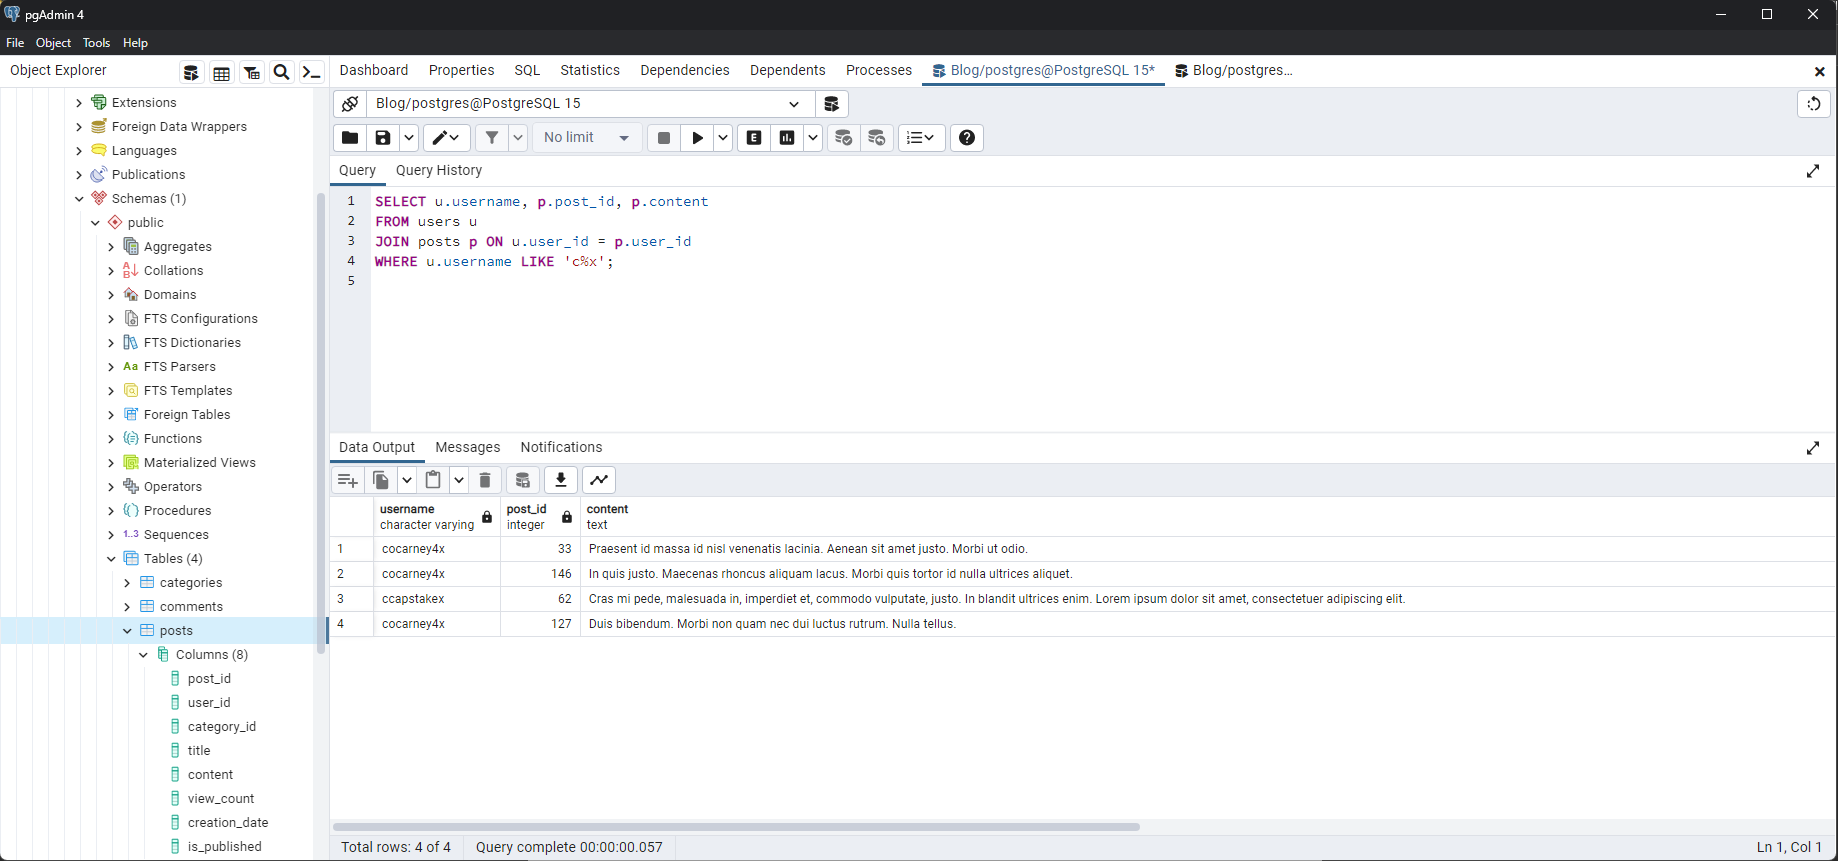 pgAdmin 4
File Object Tools Help
Object Explorer
Dashboard Properties SQL Statistics Dependencies Dependents Processes Blog/postgres@PostgreSQL 15* Blog/postgres...
Extensions
Foreign Data Wrappers
Languages
Publications
Schemas (1)
public
Aggregates
Collations
Domains
FTS Configurations
FTS Dictionaries
Aa FTS Parsers
FTS Templates
Foreign Tables
Functions
Materialized Views
Operators
Procedures
1..3 Sequences
Tables (4)
categories
comments
posts
Columns (8)
post_id
user_id
category_id
title
content
view_count
creation_date
is_published
Blog/postgres@PostgreSQL 15
No limit
E
Query Query History
1 SELECT u.username, p.post_id, p.content
2 FROM users u
3 JOIN posts p ON u.user_id = p.user_id
4 WHERE u.username LIKE 'c%x';
5
Data Output Messages Notifications
username post_id content
character varying integer text
1 cocarney4x 33 Praesent id massa id nisl venenatis lacinia. Aenean sit amet justo. Morbi ut odio.
2 cocarney4x 146 In quis justo. Maecenas rhoncus aliquam lacus. Morbi quis tortor id nulla ultrices aliquet.
3 ccapstakex 62 Cras mi pede, malesuada in, imperdiet et, commodo vulputate, justo. In blandit ultrices enim. Lorem ipsum dolor sit amet, consectetuer adipiscing elit.
4 cocarney4x 127 Duis bibendum. Morbi non quam nec dui luctus rutrum. Nulla tellus.
Total rows: 4 of 4 Query complete 00:00:00.057 Ln 1, Col 1